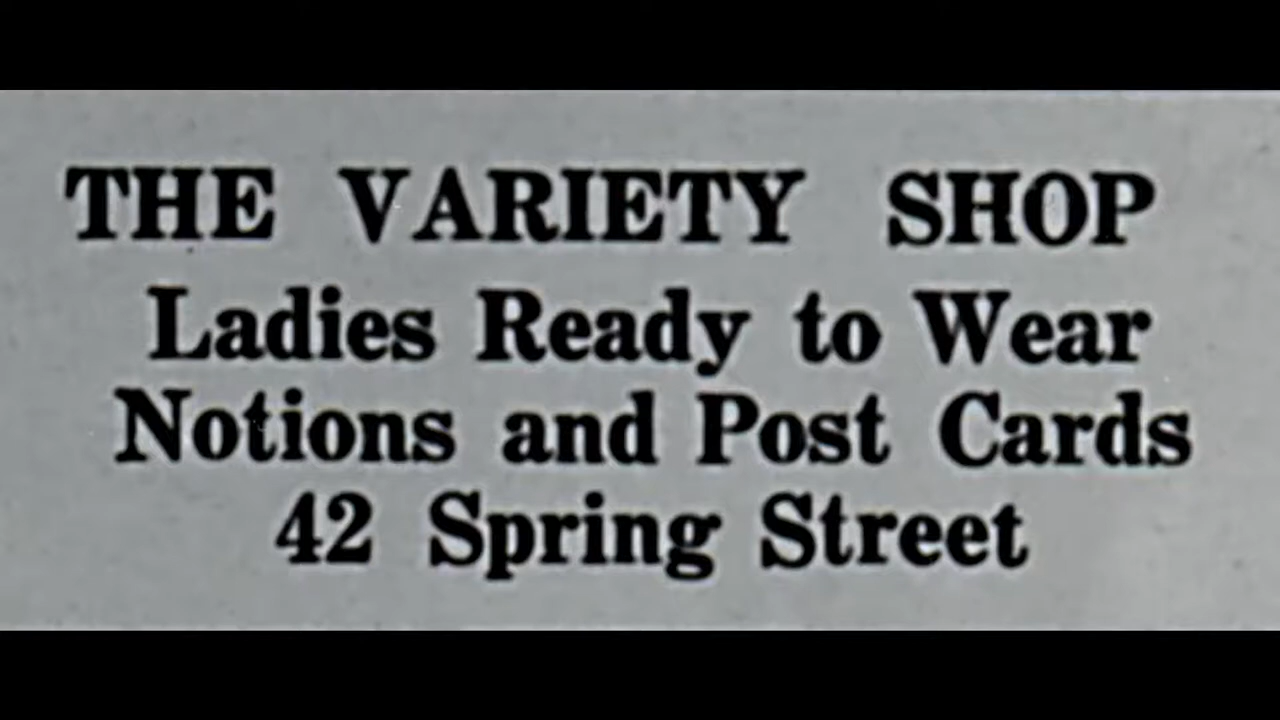 THE VARIETY SHOP
Ladies Ready to Wear
Notions and Post Cards
42 Spring Street